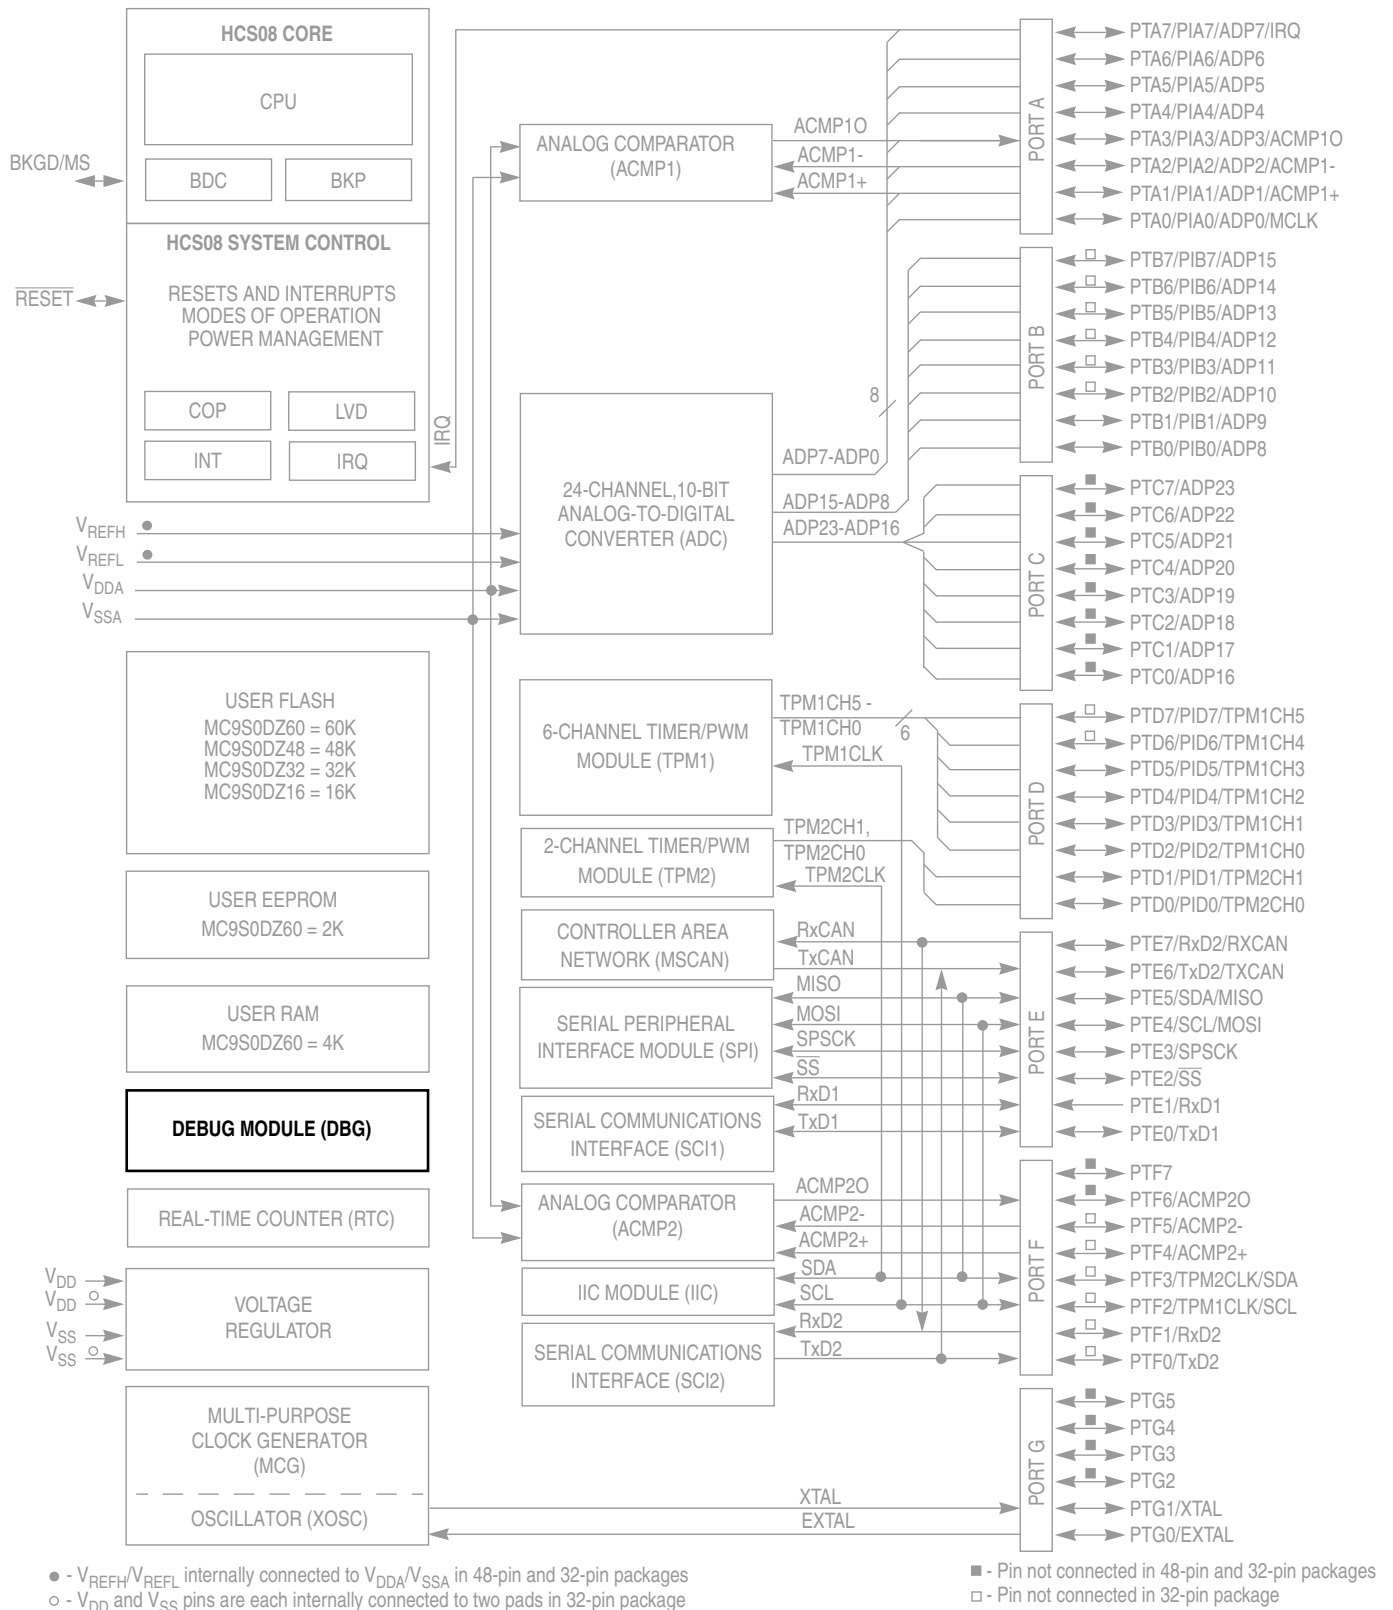 HCS08 CORE
CPU
BDC
BKP
BKGD/MS
HCS08 SYSTEM CONTROL
RESETS AND INTERRUPTS
MODES OF OPERATION
POWER MANAGEMENT
RESET
COP
LVD
INT
IRQ
IRQ
VREFH
VREFL
VDDA
VSSA
USER FLASH
MC9S0DZ60 = 60K
MC9S0DZ48 = 48K
MC9S0DZ32 = 32K
MC9S0DZ16 = 16K
USER EEPROM
MC9S0DZ60 = 2K
USER RAM
MC9S0DZ60 = 4K
DEBUG MODULE (DBG)
REAL-TIME COUNTER (RTC)
VDD
VDD
VSS
VSS
VOLTAGE
REGULATOR
MULTI-PURPOSE
CLOCK GENERATOR
(MCG)
OSCILLATOR (XOSC)
ANALOG COMPARATOR
(ACMP1)
ACMP1O
ACMP1-
ACMP1+
24-CHANNEL,10-BIT
ANALOG-TO-DIGITAL
CONVERTER (ADC)
8
ADP7-ADP0
ADP15-ADP8
ADP23-ADP16
6-CHANNEL TIMER/PWM
MODULE (TPM1)
TPM1CH5 -
TPM1CH0
6
TPM1CLK
2-CHANNEL TIMER/PWM
MODULE (TPM2)
TPM2CH1,
TPM2CH0
TPM2CLK
CONTROLLER AREA
NETWORK (MSCAN)
RxCAN
TxCAN
SERIAL PERIPHERAL
INTERFACE MODULE (SPI)
MISO
MOSI
SPSCK
SS
SERIAL COMMUNICATIONS
INTERFACE (SCI1)
RxD1
TxD1
ANALOG COMPARATOR
(ACMP2)
ACMP2O
ACMP2-
ACMP2+
IIC MODULE (IIC)
SDA
SCL
SERIAL COMMUNICATIONS
INTERFACE (SCI2)
RxD2
TxD2
XTAL
EXTAL
PORT A
PTA7/PIA7/ADP7/IRQ
PTA6/PIA6/ADP6
PTA5/PIA5/ADP5
PTA4/PIA4/ADP4
PTA3/PIA3/ADP3/ACMP1O
PTA2/PIA2/ADP2/ACMP1-
PTA1/PIA1/ADP1/ACMP1+
PTA0/PIA0/ADP0/MCLK
PORT B
PTB7/PIB7/ADP15
PTB6/PIB6/ADP14
PTB5/PIB5/ADP13
PTB4/PIB4/ADP12
PTB3/PIB3/ADP11
PTB2/PIB2/ADP10
PTB1/PIB1/ADP9
PTB0/PIB0/ADP8
PORT C
PTC7/ADP23
PTC6/ADP22
PTC5/ADP21
PTC4/ADP20
PTC3/ADP19
PTC2/ADP18
PTC1/ADP17
PTC0/ADP16
PORT D
PTD7/PID7/TPM1CH5
PTD6/PID6/TPM1CH4
PTD5/PID5/TPM1CH3
PTD4/PID4/TPM1CH2
PTD3/PID3/TPM1CH1
PTD2/PID2/TPM1CH0
PTD1/PID1/TPM2CH1
PTD0/PID0/TPM2CH0
PORT E
PTE7/RxD2/RXCAN
PTE6/TxD2/TXCAN
PTE5/SDA/MISO
PTE4/SCL/MOSI
PTE3/SPSCK
PTE2/SS
PTE1/RxD1
PTE0/TxD1
PORT F
PTF7
PTF6/ACMP2O
PTF5/ACMP2-
PTF4/ACMP2+
PTF3/TPM2CLK/SDA
PTF2/TPM1CLK/SCL
PTF1/RxD2
PTF0/TxD2
PORT G
PTG5
PTG4
PTG3
PTG2
PTG1/XTAL
PTG0/EXTAL
● - VREFH/VREFL internally connected to VDDA/VSSA in 48-pin and 32-pin packages
○ - VDD and VSS pins are each internally connected to two pads in 32-pin package
■ - Pin not connected in 48-pin and 32-pin packages
□ - Pin not connected in 32-pin package